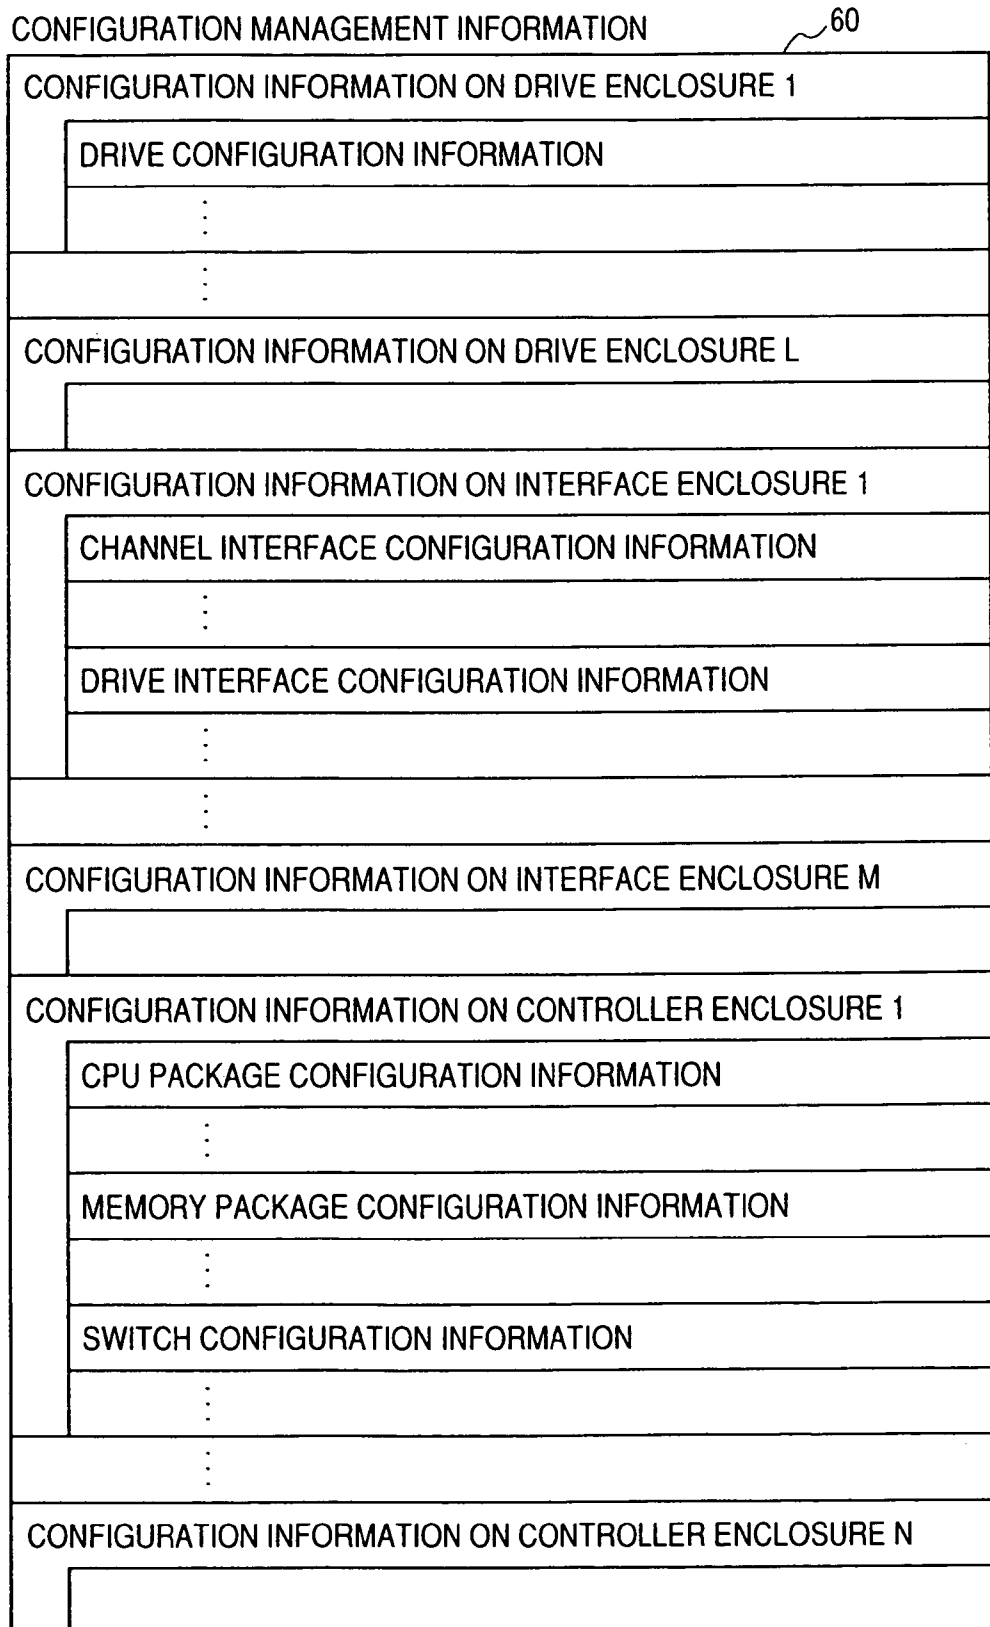 CONFIGURATION MANAGEMENT INFORMATION 60
CONFIGURATION INFORMATION ON DRIVE ENCLOSURE 1
DRIVE CONFIGURATION INFORMATION
CONFIGURATION INFORMATION ON DRIVE ENCLOSURE L
CONFIGURATION INFORMATION ON INTERFACE ENCLOSURE 1
CHANNEL INTERFACE CONFIGURATION INFORMATION
DRIVE INTERFACE CONFIGURATION INFORMATION
CONFIGURATION INFORMATION ON INTERFACE ENCLOSURE M
CONFIGURATION INFORMATION ON CONTROLLER ENCLOSURE 1
CPU PACKAGE CONFIGURATION INFORMATION
MEMORY PACKAGE CONFIGURATION INFORMATION
SWITCH CONFIGURATION INFORMATION
CONFIGURATION INFORMATION ON CONTROLLER ENCLOSURE N